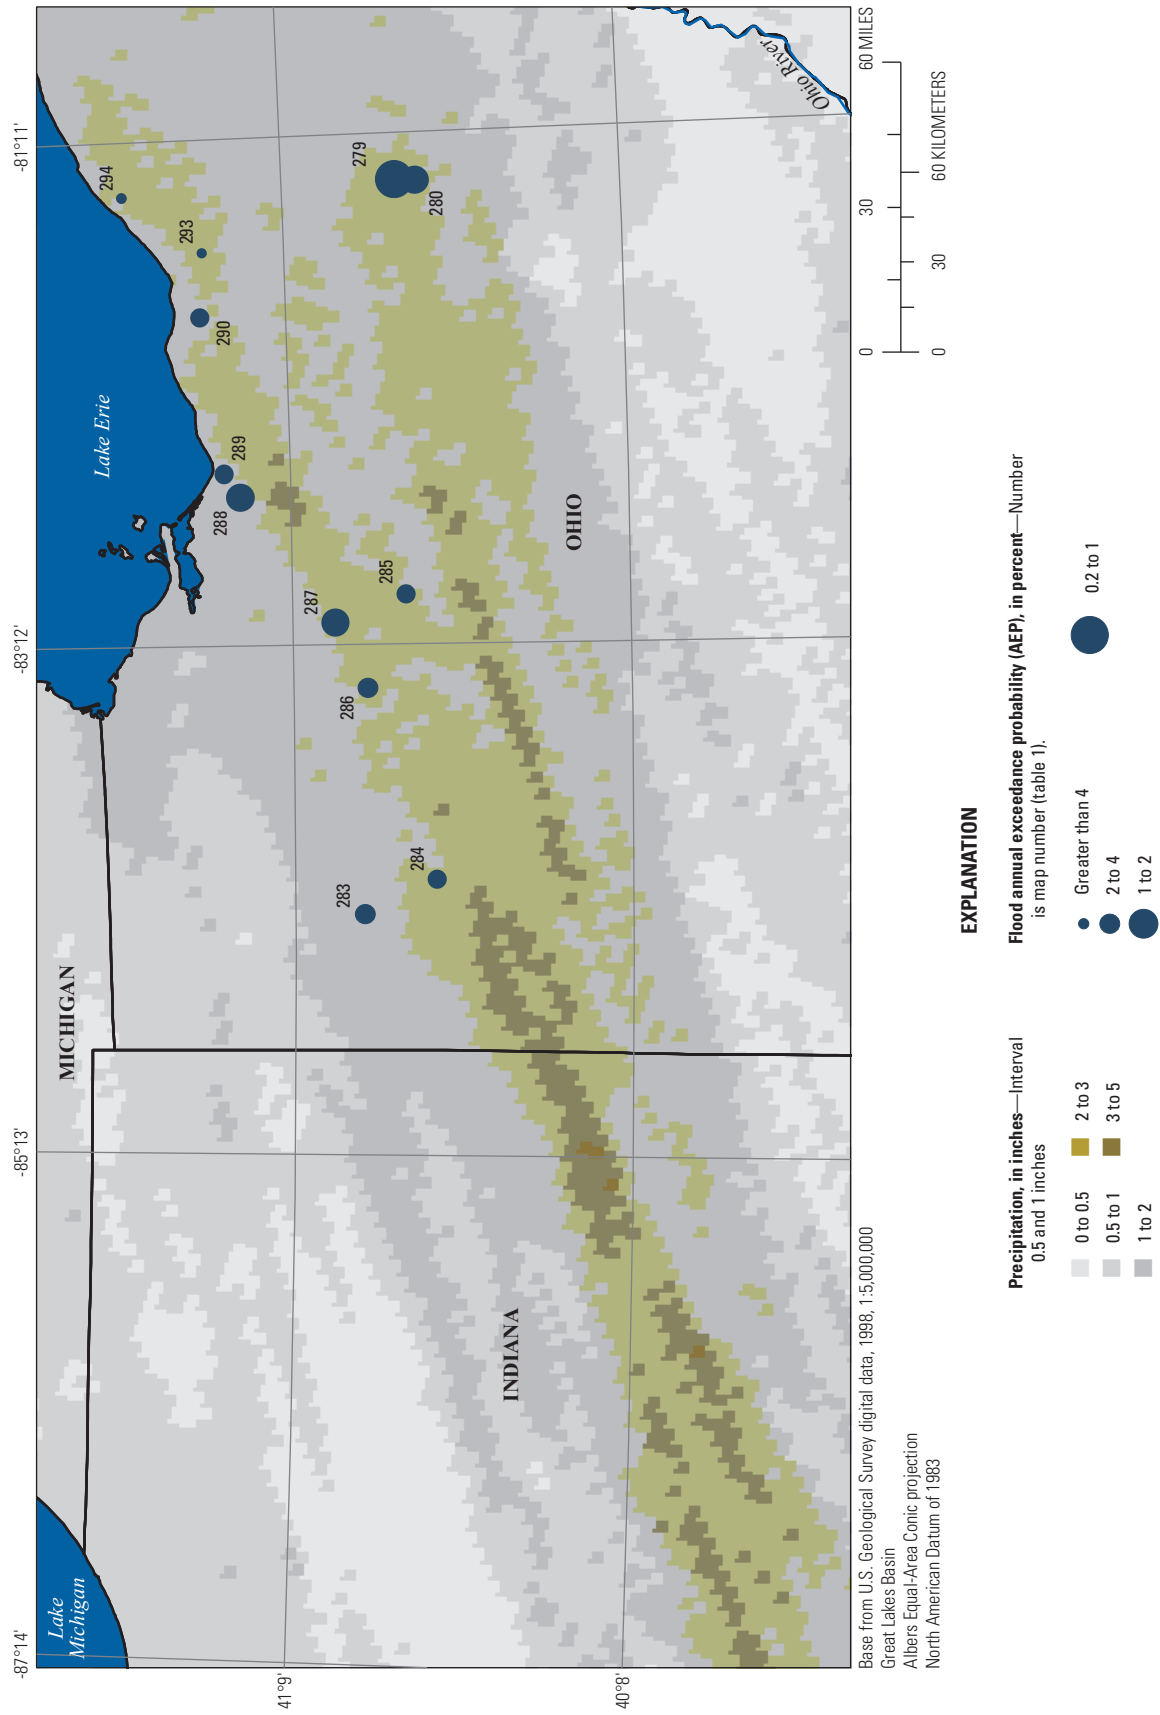 -87°14'
-85°13'
-83°12'
-81°11'
41°9'
40°8'
Lake
Michigan
MICHIGAN
Lake Erie
INDIANA
OHIO
Ohio River
294
293
290
289
288
287
286
285
284
283
279
280
Base from U.S. Geological Survey digital data, 1998, 1:5,000,000
Great Lakes Basin
Albers Equal-Area Conic projection
North American Datum of 1983
0 30 60 MILES
0 30 60 KILOMETERS
EXPLANATION
Precipitation, in inches—Interval
0.5 and 1 inches
0 to 0.5
0.5 to 1
1 to 2
2 to 3
3 to 5
Flood annual exceedance probability (AEP), in percent—Number
is map number (table 1).
Greater than 4
2 to 4
1 to 2
0.2 to 1